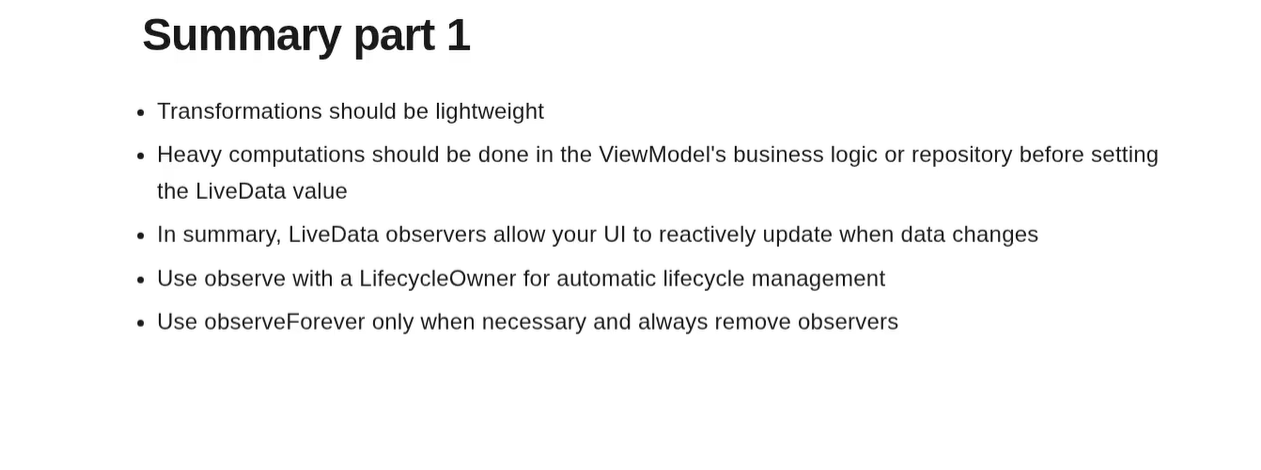 Summary part 1
• Transformations should be lightweight
• Heavy computations should be done in the ViewModel's business logic or repository before setting
the LiveData value
• In summary, LiveData observers allow your UI to reactively update when data changes
• Use observe with a LifecycleOwner for automatic lifecycle management
• Use observeForever only when necessary and always remove observers